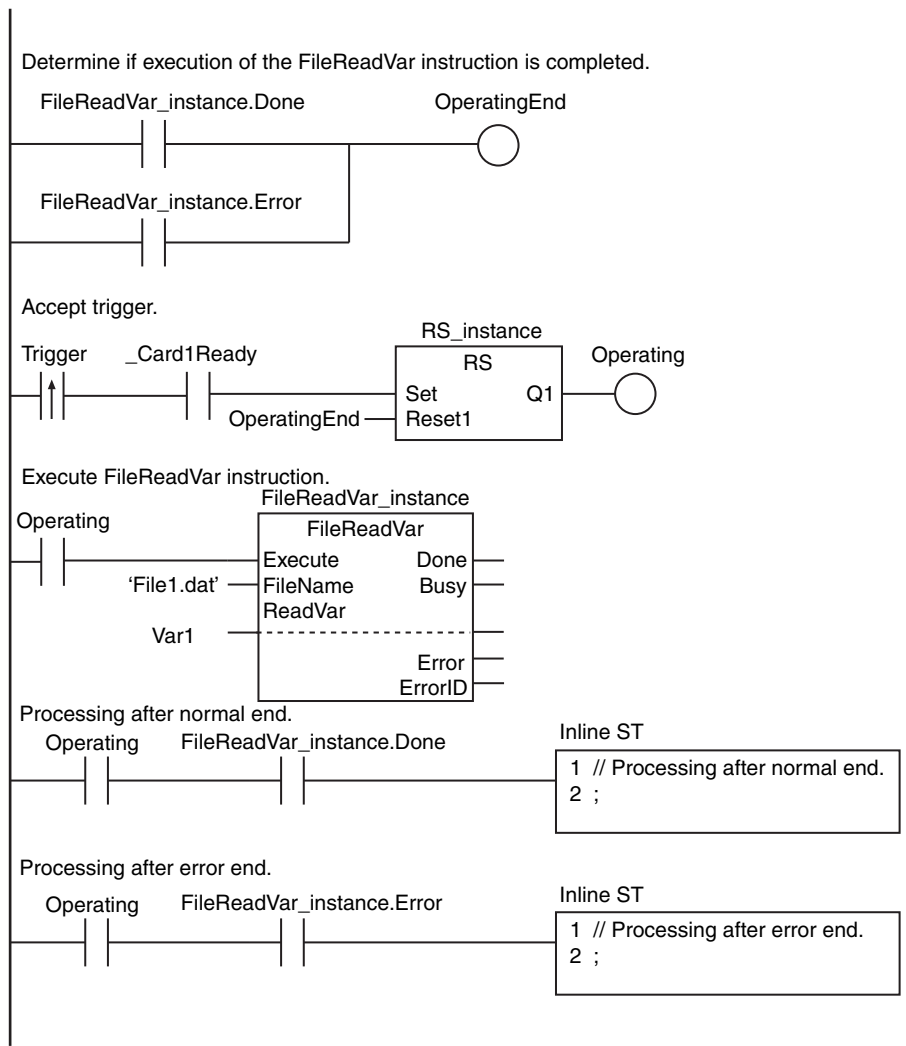 Determine if execution of the FileReadVar instruction is completed.
FileReadVar_instance.Done OperatingEnd
FileReadVar_instance.Error
Accept trigger.
RS_instance
Trigger _Card1Ready RS Operating
Set Q1
OperatingEnd Reset1
Execute FileReadVar instruction.
FileReadVar_instance
Operating FileReadVar
Execute Done
‘File1.dat’ FileName Busy
ReadVar
Var1
Error
ErrorID
Processing after normal end.
Inline ST
Operating FileReadVar_instance.Done
1 // Processing after normal end.
2 ;
Processing after error end.
Inline ST
Operating FileReadVar_instance.Error
1 // Processing after error end.
2 ;